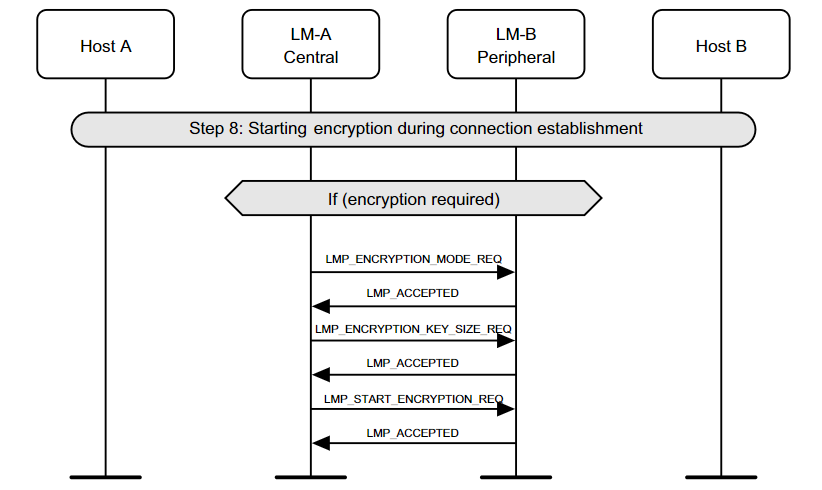 Host A
LM-A
Central
LM-B
Peripheral
Host B
Step 8: Starting encryption during connection establishment
If (encryption required)
LMP_ENCRYPTION_MODE_REQ
LMP_ACCEPTED
LMP_ENCRYPTION_KEY_SIZE_REQ
LMP_ACCEPTED
LMP_START_ENCRYPTION_REQ
LMP_ACCEPTED